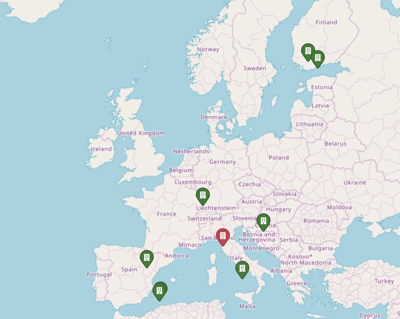 Finland
Norway
Sweden
Estonia
Latvia
Denmark
Lithuania
United Kingdom
Ireland
Belarus
Netherlands
Poland
Germany
Belgium
Luxembourg
Czechia
Ukraine
Slovakia
Liechtenstein
Austria
Moldova
France
Switzerland
Hungary
Slovenia
Romania
Bosnia and
Herzegovina
Serbia
San
Monaco
Montenegro
Bulgaria
Andorra
Italy
Kosovo*
North Macedonia
Portugal
Spain
Albania
Greece
Turkey
Malta
Cyprus